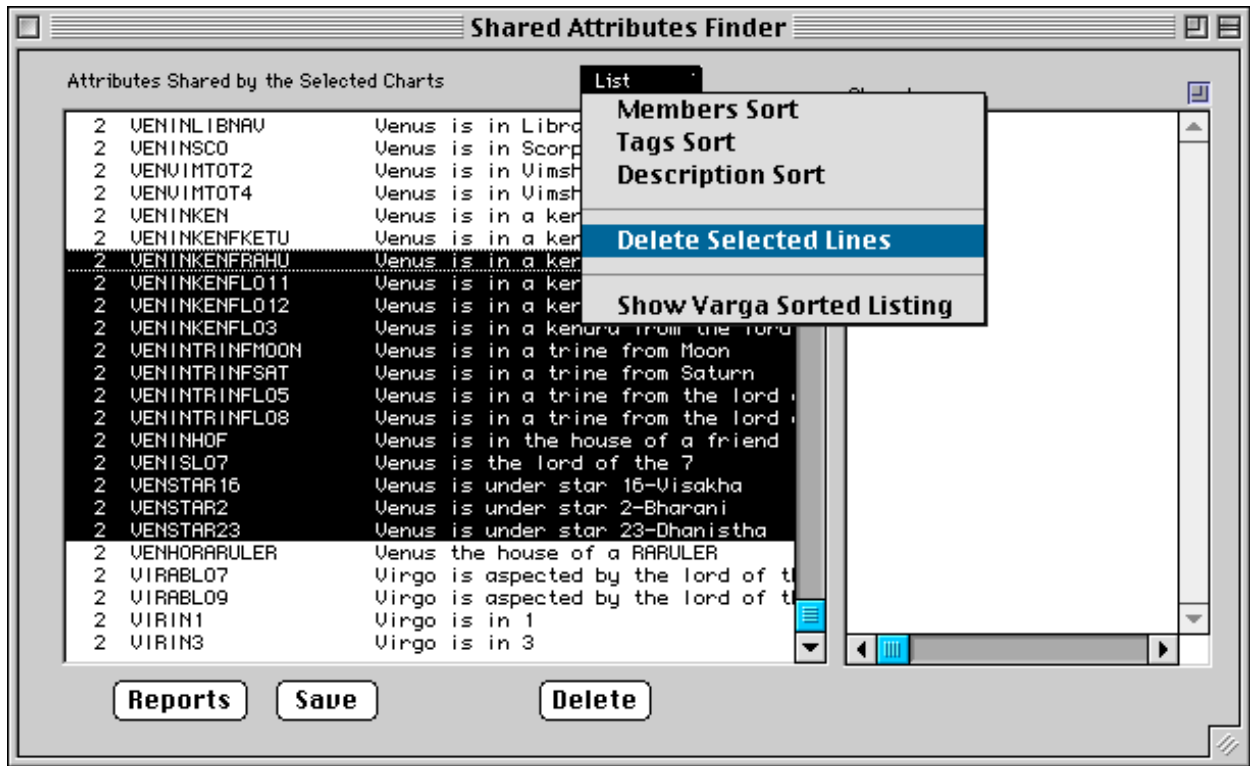 Shared Attributes Finder
Attributes Shared by the Selected Charts
List
Members Sort
Tags Sort
Description Sort
Delete Selected Lines
Show Varga Sorted Listing
2 VENINLIBNAV Venus is in Libra
2 VENINSCO Venus is in Scorp
2 VENVIMTOT2 Venus is in Vimsh
2 VENVIMTOT4 Venus is in Vimsh
2 VENINKEN Venus is in a ken
2 VENINKENFKETU Venus is in a ken
2 VENINKENFRAHU Venus is in a ken
2 VENINKENFLO11 Venus is in a ken
2 VENINKENFLO12 Venus is in a ken
2 VENINKENFLO3 Venus is in a kendra from the lord
2 VENINTRINFMOON Venus is in a trine from Moon
2 VENINTRINFSAT Venus is in a trine from Saturn
2 VENINTRINFLO5 Venus is in a trine from the lord
2 VENINTRINFLO8 Venus is in a trine from the lord
2 VENINHOF Venus is in the house of a friend
2 VENISLO7 Venus is the lord of the 7
2 VENSTAR16 Venus is under star 16-Visakha
2 VENSTAR2 Venus is under star 2-Bharani
2 VENSTAR23 Venus is under star 23-Dhanistha
2 VENHORARULER Venus the house of a RARULER
2 VIRABLO7 Virgo is aspected by the lord of t
2 VIRABLO9 Virgo is aspected by the lord of t
2 VIRIN1 Virgo is in 1
2 VIRIN3 Virgo is in 3
Reports Save Delete